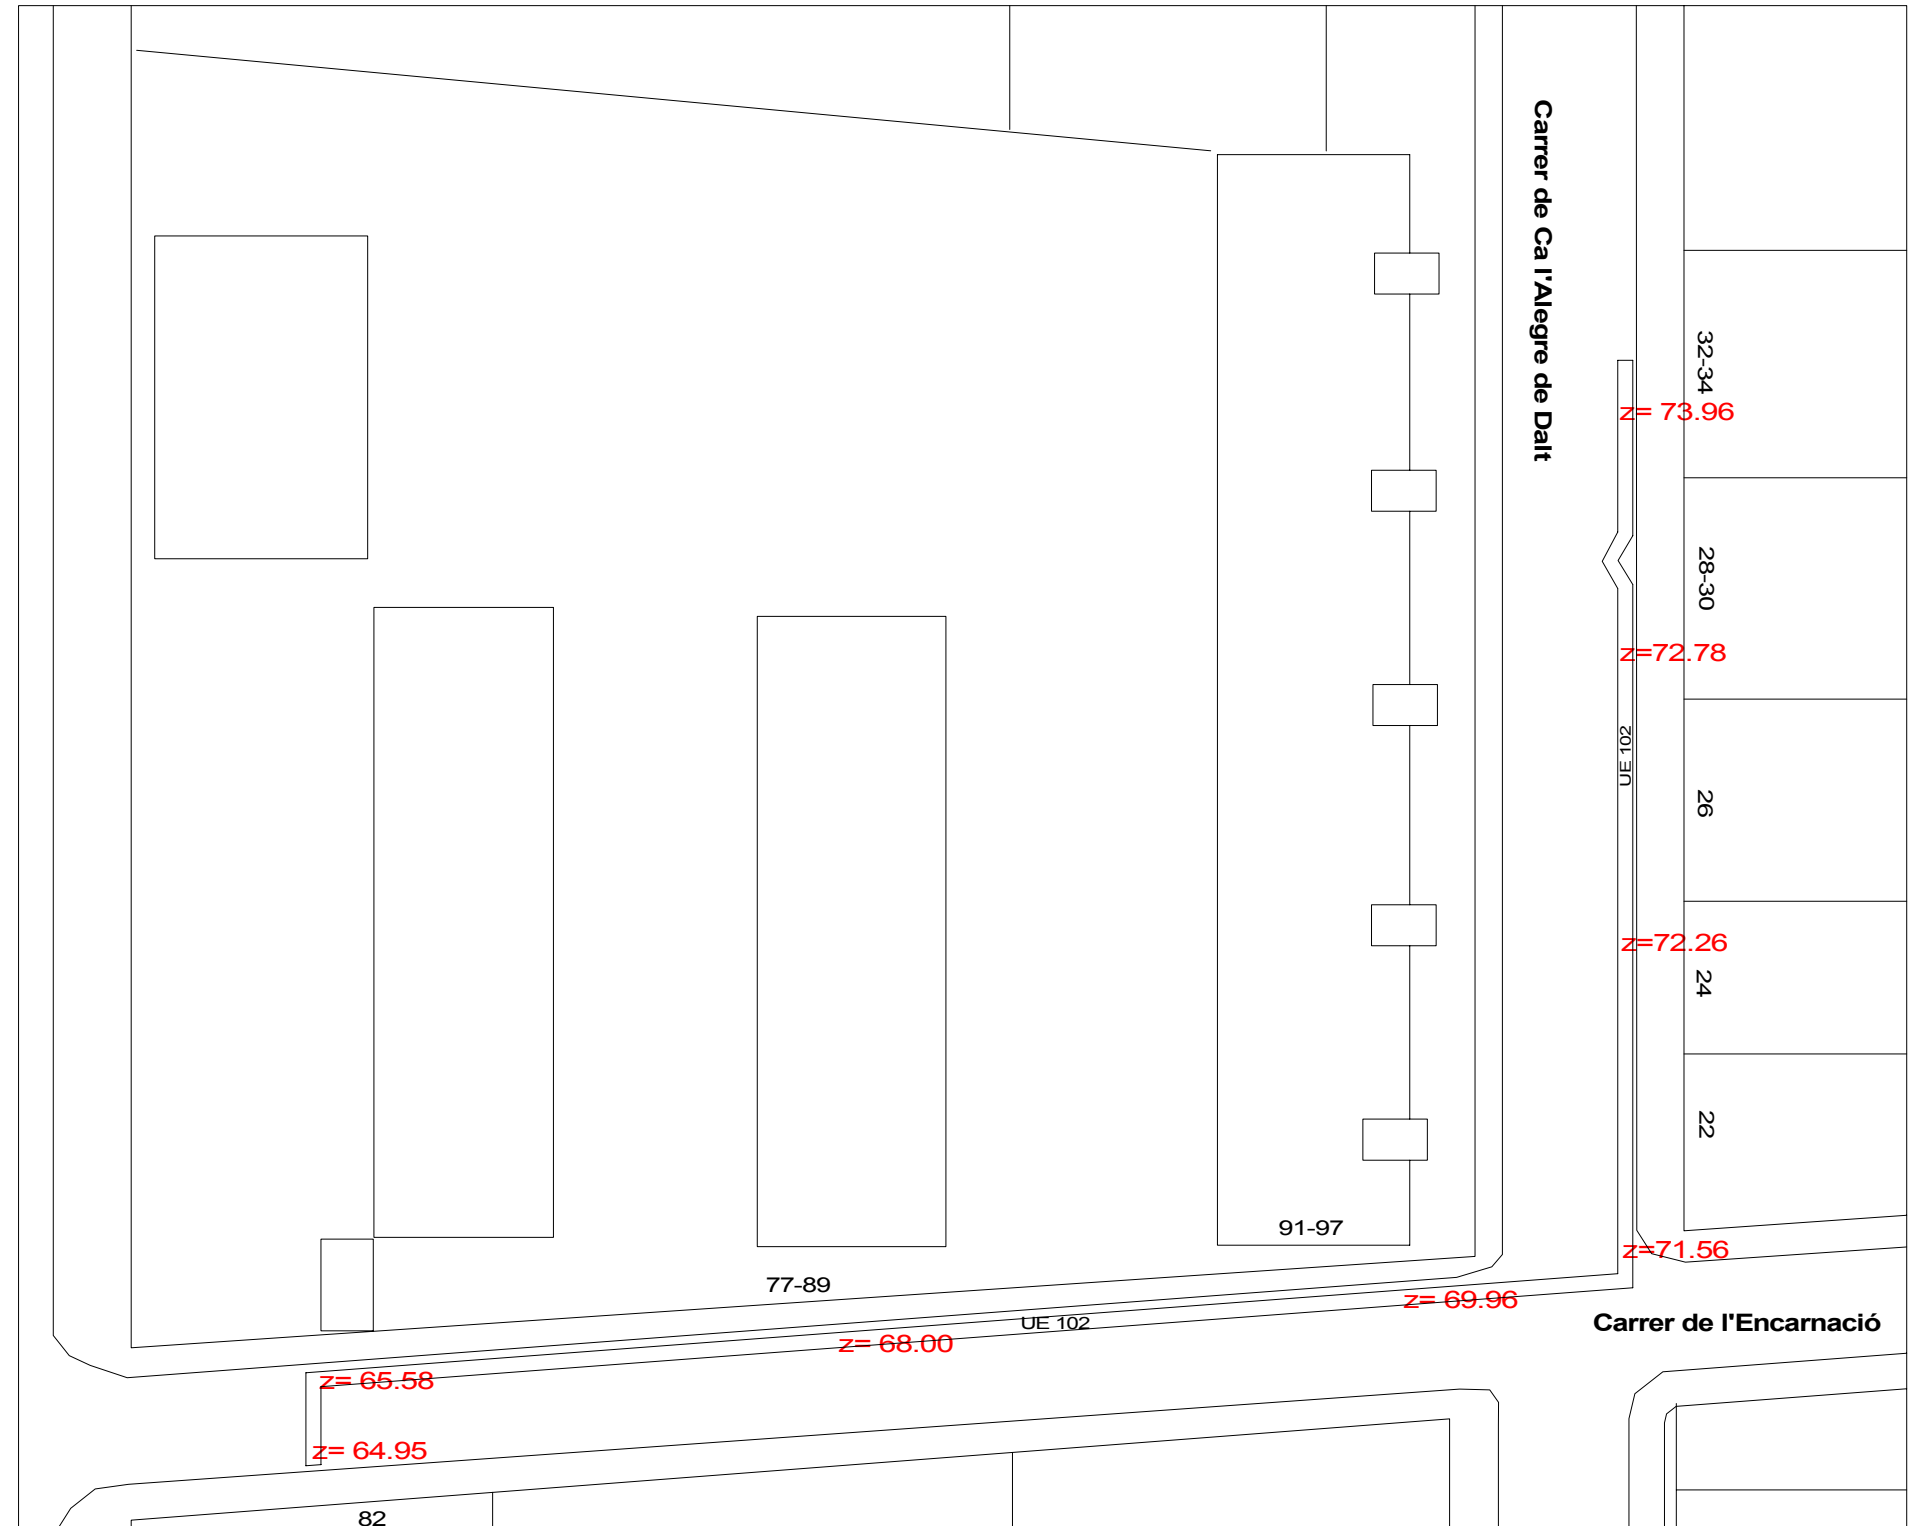 Carrer de Ca l'Alegre de Dalt
32-34
z= 73.96
28-30
z=72.78
UE 102
26
z=72.26
24
22
91-97
z=71.56
77-89
z= 69.96
UE 102
Carrer de l'Encarnació
z= 68.00
z= 65.58
z= 64.95
82